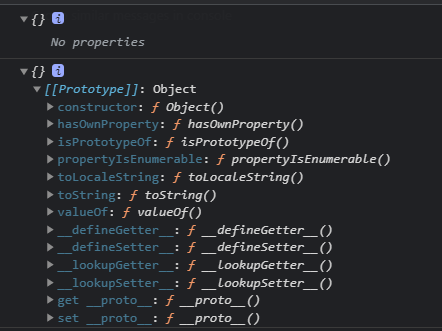 ▼{} i
No properties
▼{} i
▼[[Prototype]]: Object
▶constructor: ƒ Object()
▶hasOwnProperty: ƒ hasOwnProperty()
▶isPrototypeOf: ƒ isPrototypeOf()
▶propertyIsEnumerable: ƒ propertyIsEnumerable()
▶toLocaleString: ƒ toLocaleString()
▶toString: ƒ toString()
▶valueOf: ƒ valueOf()
▶__defineGetter__: ƒ __defineGetter__()
▶__defineSetter__: ƒ __defineSetter__()
▶__lookupGetter__: ƒ __lookupGetter__()
▶__lookupSetter__: ƒ __lookupSetter__()
▶get __proto__: ƒ __proto__()
▶set __proto__: ƒ __proto__()